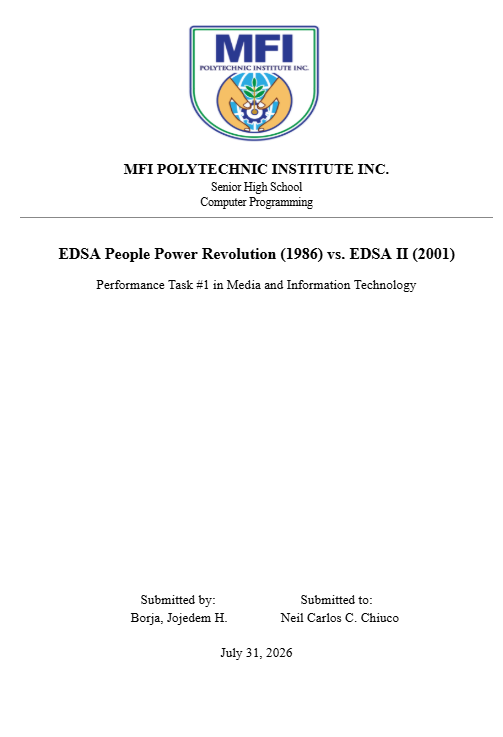 MFI
POLYTECHNIC INSTITUTE INC.
MFI POLYTECHNIC INSTITUTE INC.
Senior High School
Computer Programming
EDSA People Power Revolution (1986) vs. EDSA II (2001)
Performance Task #1 in Media and Information Technology
Submitted by: Submitted to:
Borja, Jojedem H. Neil Carlos C. Chiuco
July 31, 2026